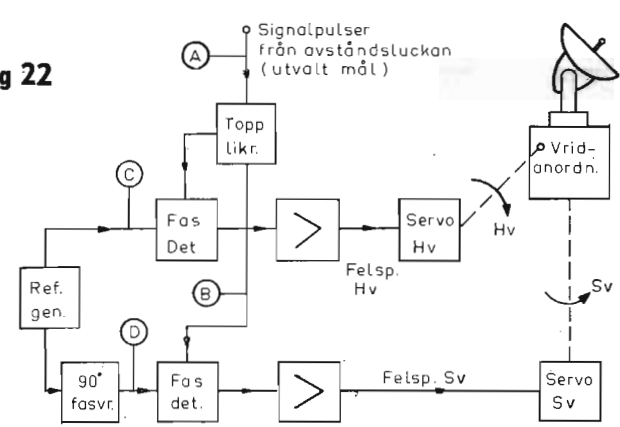 g 22
Signalpulser
från avståndsluckan
(utvalt mål)
A
Topp
likr.
Vrid-
anordn.
C
Fas
Det
>
Servo
Hv
Hv
Felsp.
Hv
Ref.
gen.
B
Sv
D
90°
fasvr.
Fas
det.
>
Felsp. Sv
Servo
Sv